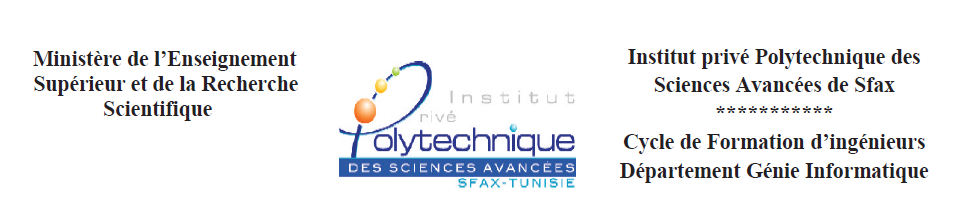 Ministère de l’Enseignement
Supérieur et de la Recherche
Scientifique
Institut
Privé
Polytechnique
DES SCIENCES AVANCÉES
SFAX-TUNISIE
Institut privé Polytechnique des
Sciences Avancées de Sfax
***********
Cycle de Formation d’ingénieurs
Département Génie Informatique